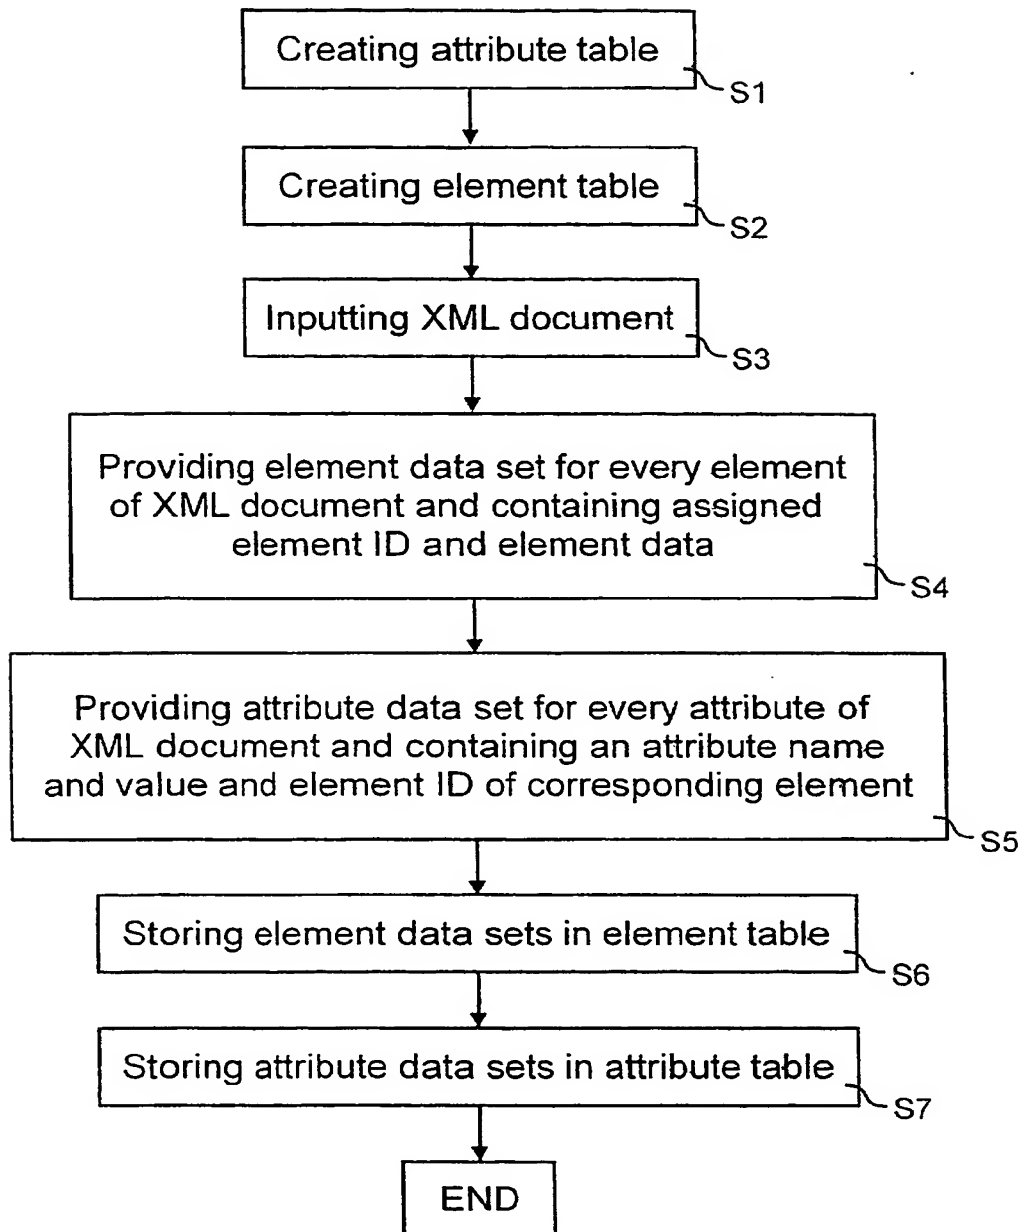 Creating attribute table
S1
Creating element table
S2
Inputting XML document
S3
Providing element data set for every element
of XML document and containing assigned
element ID and element data
S4
Providing attribute data set for every attribute of
XML document and containing an attribute name
and value and element ID of corresponding element
S5
Storing element data sets in element table
S6
Storing attribute data sets in attribute table
S7
END